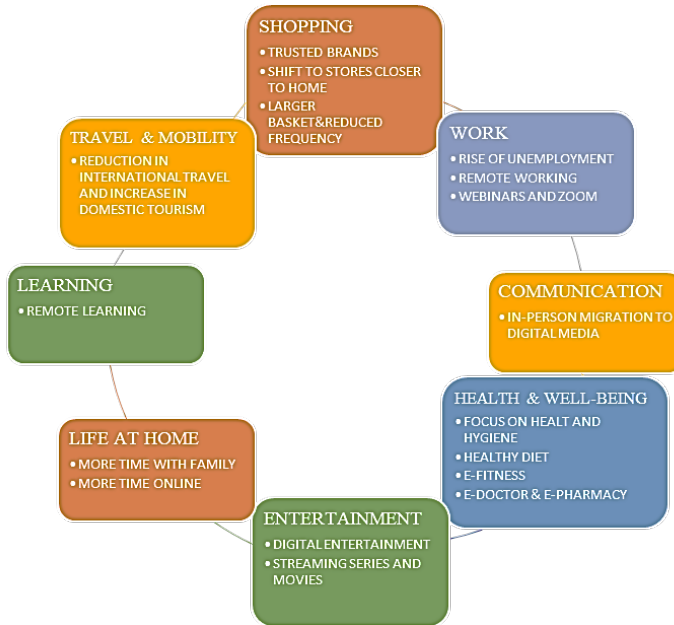 SHOPPING
• TRUSTED BRANDS
• SHIFT TO STORES CLOSER
TO HOME
• LARGER
BASKET&REDUCED
FREQUENCY
WORK
• RISE OF UNEMPLOYMENT
• REMOTE WORKING
• WEBINARS AND ZOOM
COMMUNICATION
• IN-PERSON MIGRATION TO
DIGITAL MEDIA
HEALTH & WELL-BEING
• FOCUS ON HEALT AND
HYGIENE
• HEALTHY DIET
• E-FITNESS
• E-DOCTOR & E-PHARMACY
ENTERTAINMENT
• DIGITAL ENTERTAINMENT
• STREAMING SERIES AND
MOVIES
LIFE AT HOME
• MORE TIME WITH FAMILY
• MORE TIME ONLINE
LEARNING
• REMOTE LEARNING
TRAVEL & MOBILITY
• REDUCTION IN
INTERNATIONAL TRAVEL
AND INCREASE IN
DOMESTIC TOURISM